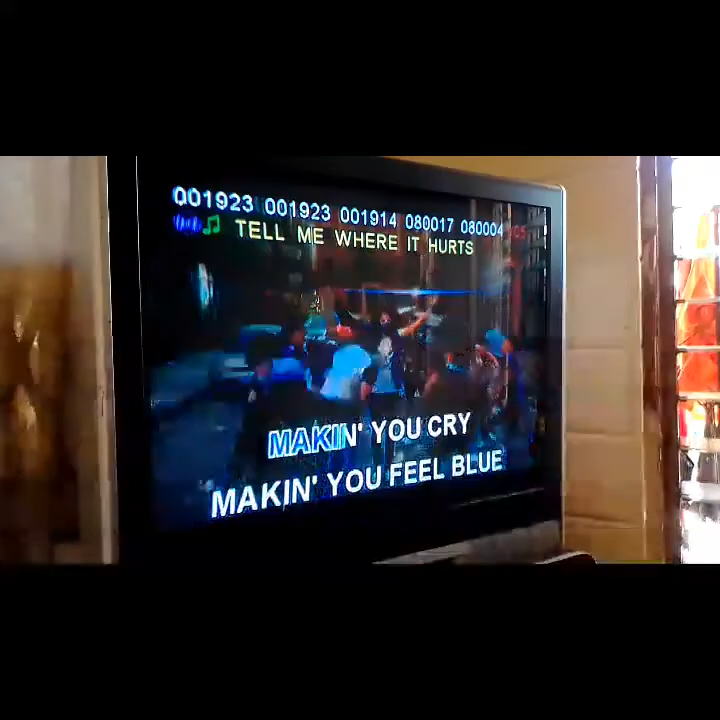 001923 001923 001914 080017 080004
TELL ME WHERE IT HURTS
MAKIN' YOU CRY
MAKIN' YOU FEEL BLUE